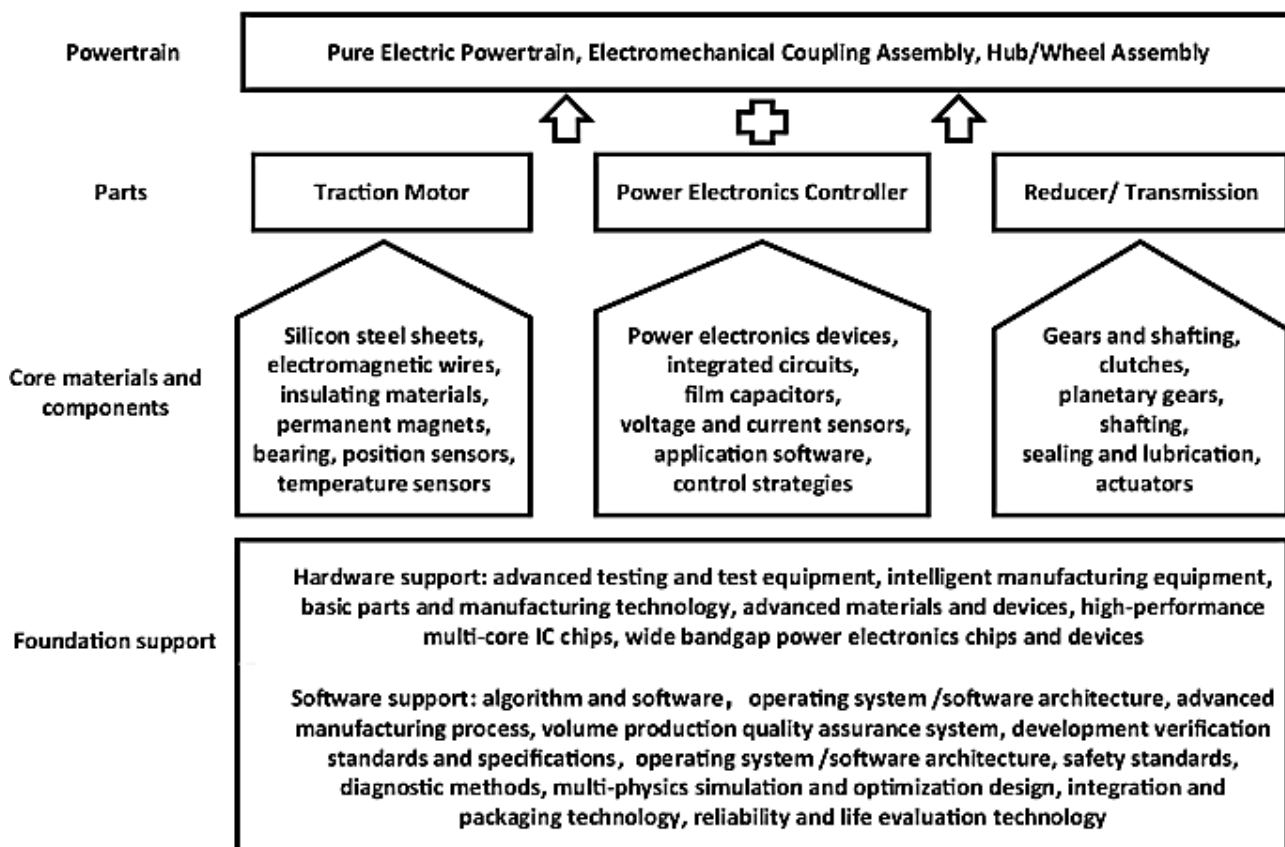 Powertrain
Pure Electric Powertrain, Electromechanical Coupling Assembly, Hub/Wheel Assembly
Parts
Traction Motor
Power Electronics Controller
Reducer/ Transmission
Core materials and
components
Silicon steel sheets,
electromagnetic wires,
insulating materials,
permanent magnets,
bearing, position sensors,
temperature sensors
Power electronics devices,
integrated circuits,
film capacitors,
voltage and current sensors,
application software,
control strategies
Gears and shafting,
clutches,
planetary gears,
shafting,
sealing and lubrication,
actuators
Foundation support
Hardware support: advanced testing and test equipment, intelligent manufacturing equipment,
basic parts and manufacturing technology, advanced materials and devices, high-performance
multi-core IC chips, wide bandgap power electronics chips and devices
Software support: algorithm and software, operating system /software architecture, advanced
manufacturing process, volume production quality assurance system, development verification
standards and specifications, operating system /software architecture, safety standards,
diagnostic methods, multi-physics simulation and optimization design, integration and
packaging technology, reliability and life evaluation technology